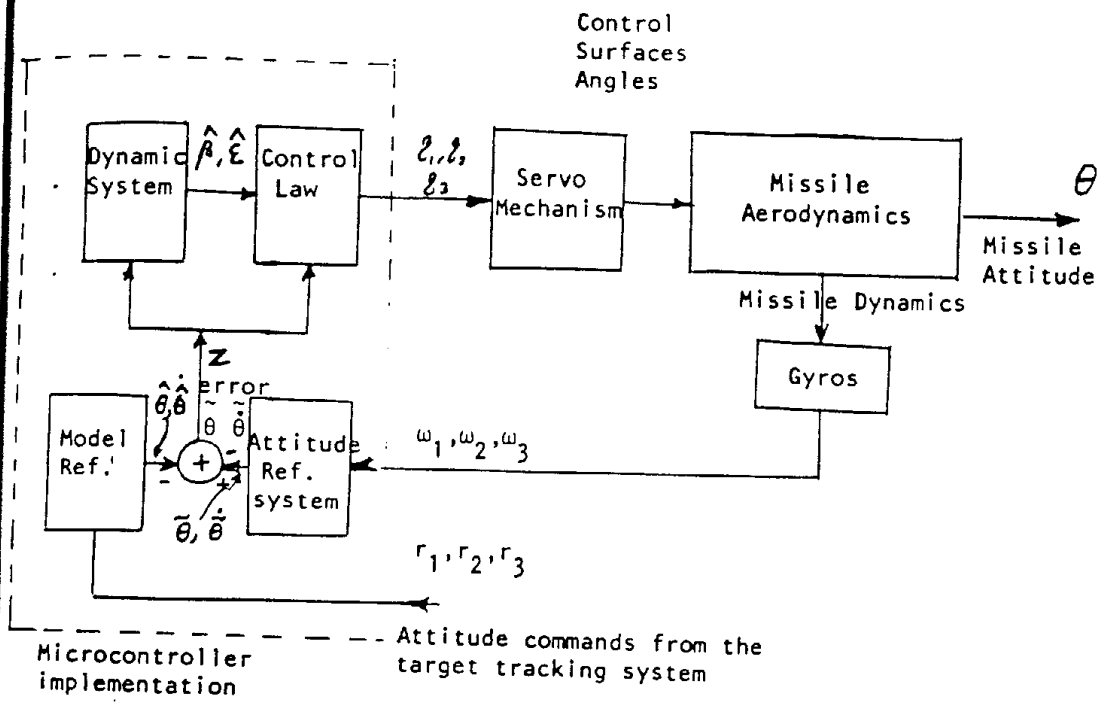 Control
Surfaces
Angles
Dynamic
System
β̂, ε̂
Control
Law
Servo
Mechanism
Missile
Aerodynamics
θ
Missile
Attitude
Missile Dynamics
Gyros
z
error
θ̂, θ̂̇
θ̃ θ̃̇
Model
Ref.
+
-
-
+
Attitude
Ref.
system
θ̃, θ̃̇
ω1, ω2, ω3
r1, r2, r3
Attitude commands from the
target tracking system
Microcontroller
implementation